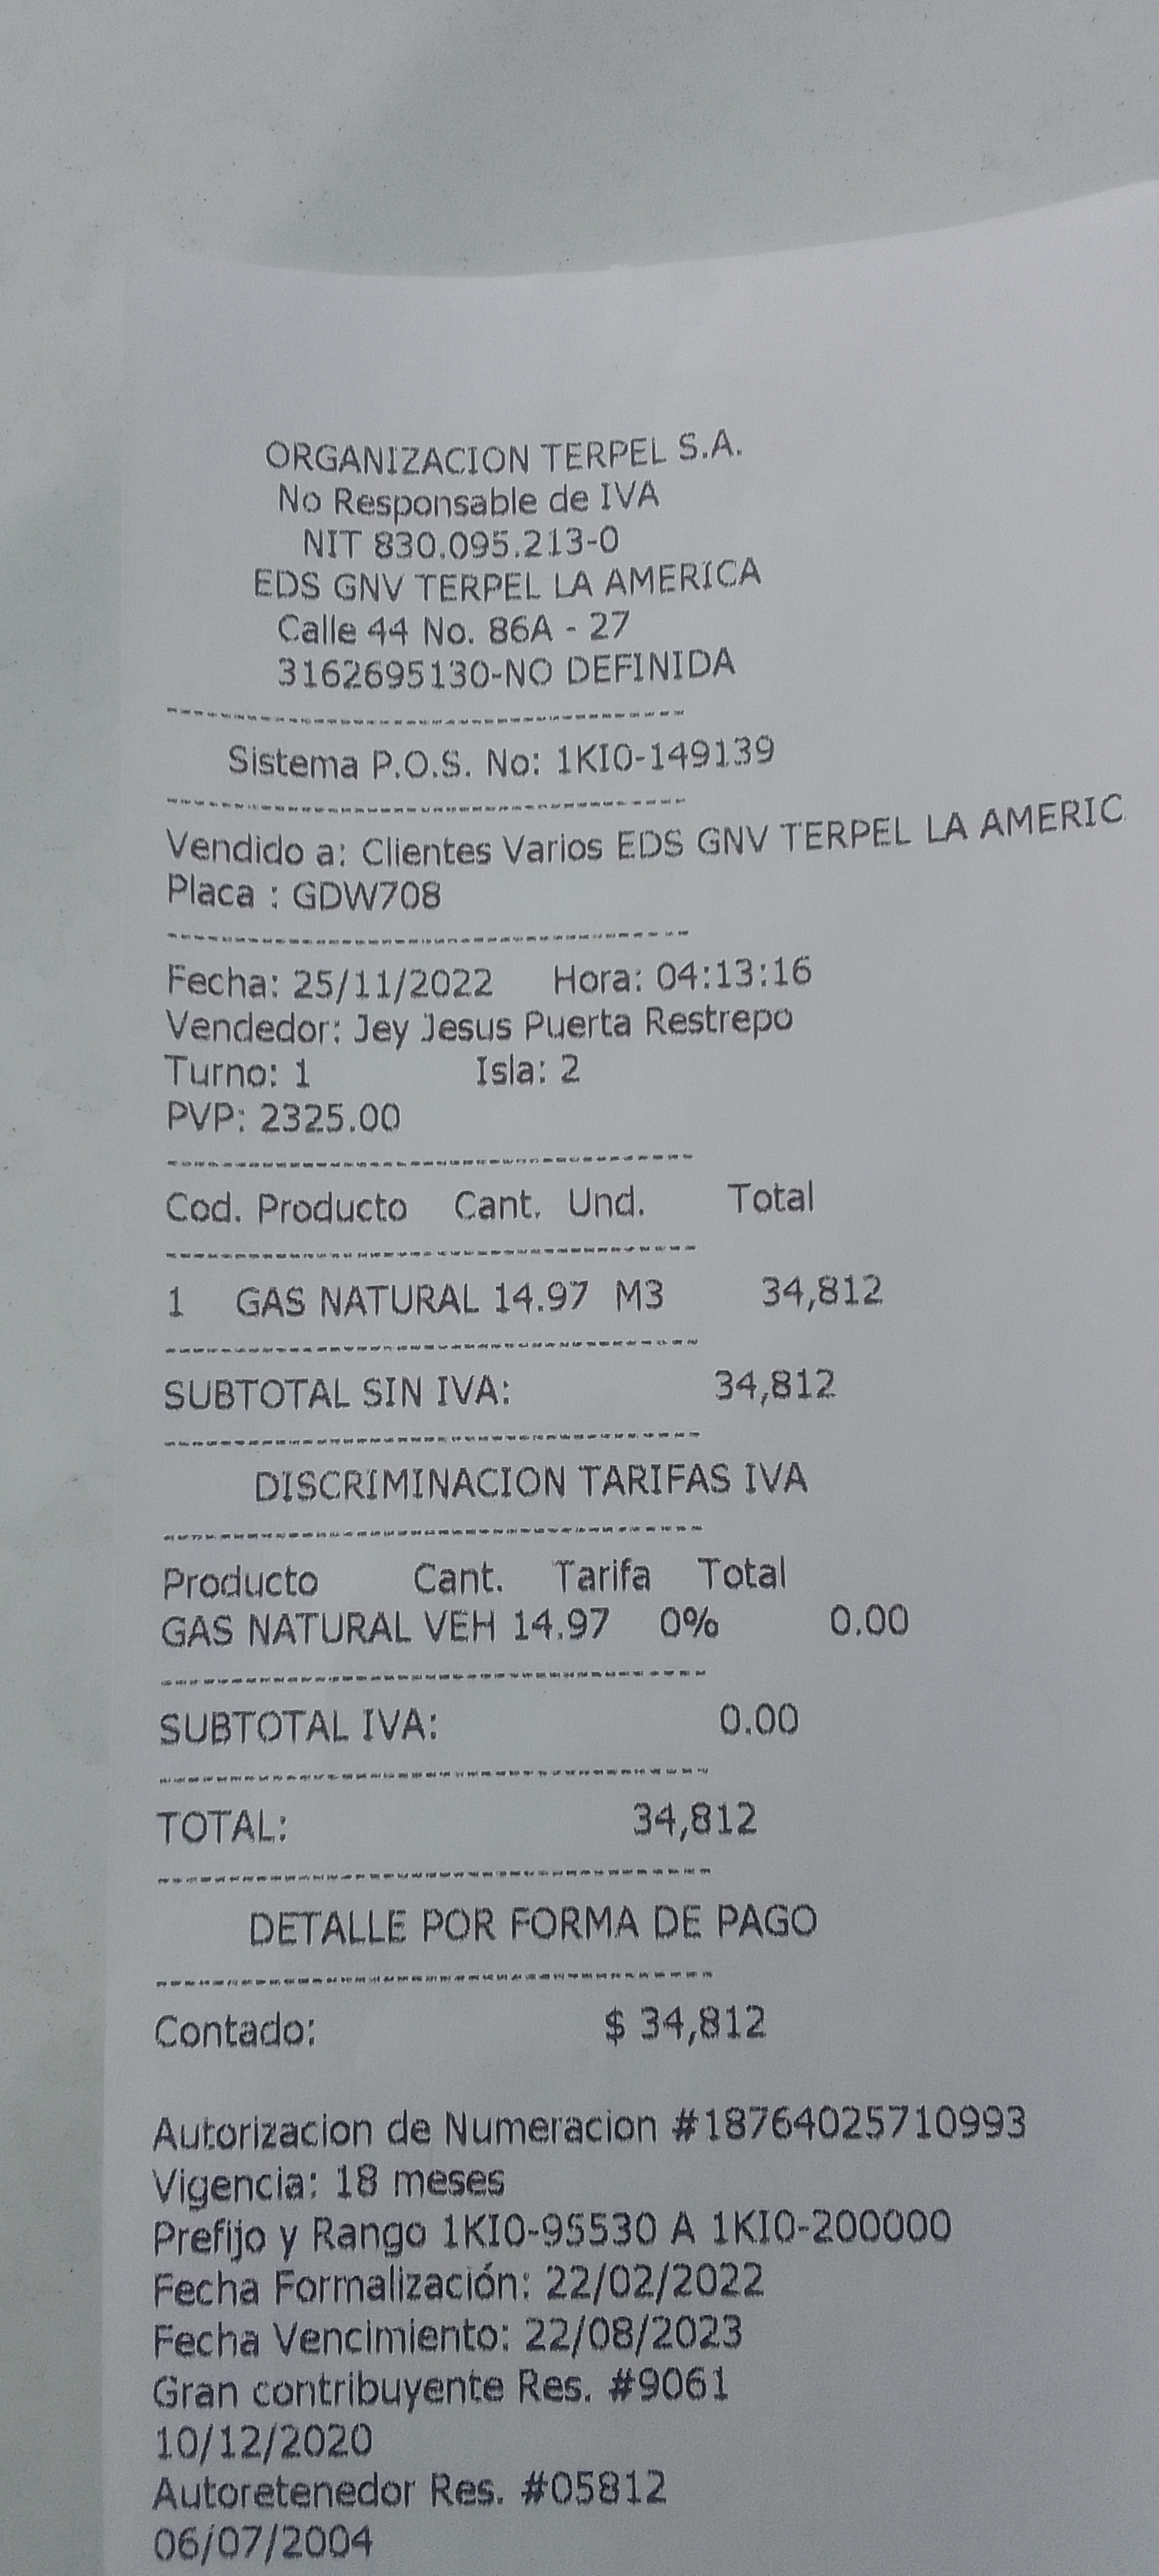 ORGANIZACION TERPEL S.A.
No Responsable de IVA
NIT 830.095.213-0
EDS GNV TERPEL LA AMERICA
Calle 44 No. 86A - 27
3162695130-NO DEFINIDA
Sistema P.O.S. No: 1KI0-149139
Vendido a: Clientes Varios EDS GNV TERPEL LA AMERIC
Placa : GDW708
Fecha: 25/11/2022 Hora: 04:13:16
Vendedor: Jey Jesus Puerta Restrepo
Turno: 1 Isla: 2
PVP: 2325.00
Cod. Producto Cant. Und. Total
1 GAS NATURAL 14.97 M3 34,812
SUBTOTAL SIN IVA: 34,812
DISCRIMINACION TARIFAS IVA
Producto Cant. Tarifa Total
GAS NATURAL VEH 14.97 0% 0.00
SUBTOTAL IVA: 0.00
TOTAL: 34,812
DETALLE POR FORMA DE PAGO
Contado: $ 34,812
Autorizacion de Numeracion #18764025710993
Vigencia: 18 meses
Prefijo y Rango 1KI0-95530 A 1KI0-200000
Fecha Formalización: 22/02/2022
Fecha Vencimiento: 22/08/2023
Gran contribuyente Res. #9061
10/12/2020
Autoretenedor Res. #05812
06/07/2004